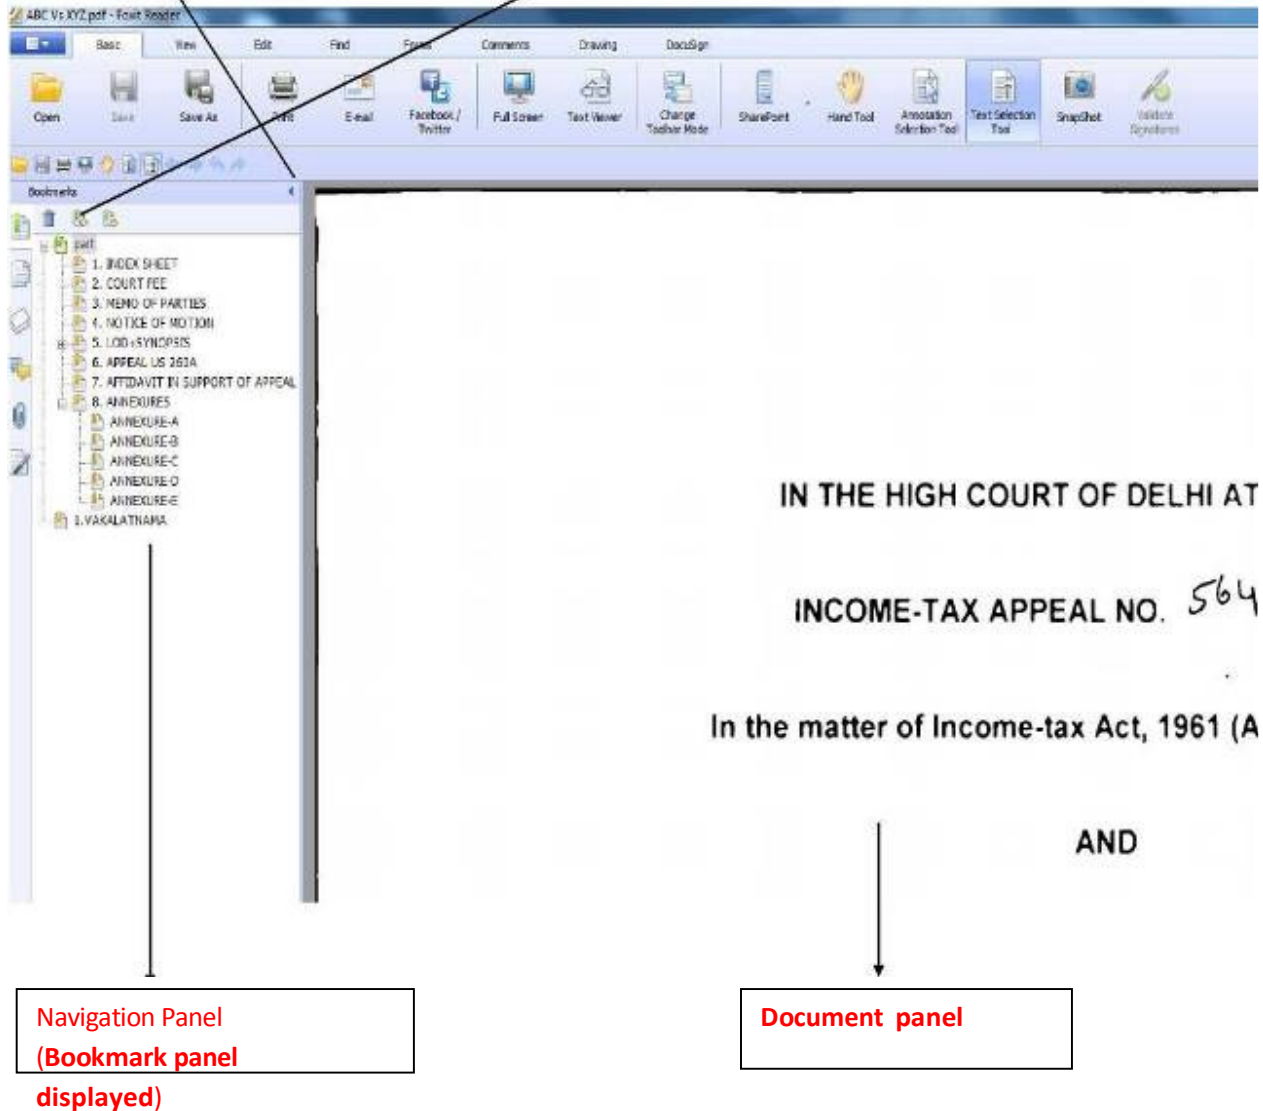 ABC Vs XYZ.pdf - Foxit Reader
Basic View Edit Find Forms Comments Drawing DocuSign
Open Save Save As Print E-mail Facebook / Twitter Full Screen Text Viewer Change Toolbar Mode SharePoint Hand Tool Annotation Selection Tool Text Selection Tool SnapShot Validate Signatures
Bookmarks
part
1. INDEX SHEET
2. COURT FEE
3. MEMO OF PARTIES
4. NOTICE OF MOTION
5. LOD+SYNOPSIS
6. APPEAL US 260A
7. AFFIDAVIT IN SUPPORT OF APPEAL
8. ANNEXURES
ANNEXURE-A
ANNEXURE-B
ANNEXURE-C
ANNEXURE-D
ANNEXURE-E
1.VAKALATNAMA
IN THE HIGH COURT OF DELHI AT
INCOME-TAX APPEAL NO. 564
In the matter of Income-tax Act, 1961 (A
AND
Navigation Panel
(Bookmark panel
displayed)
Document panel